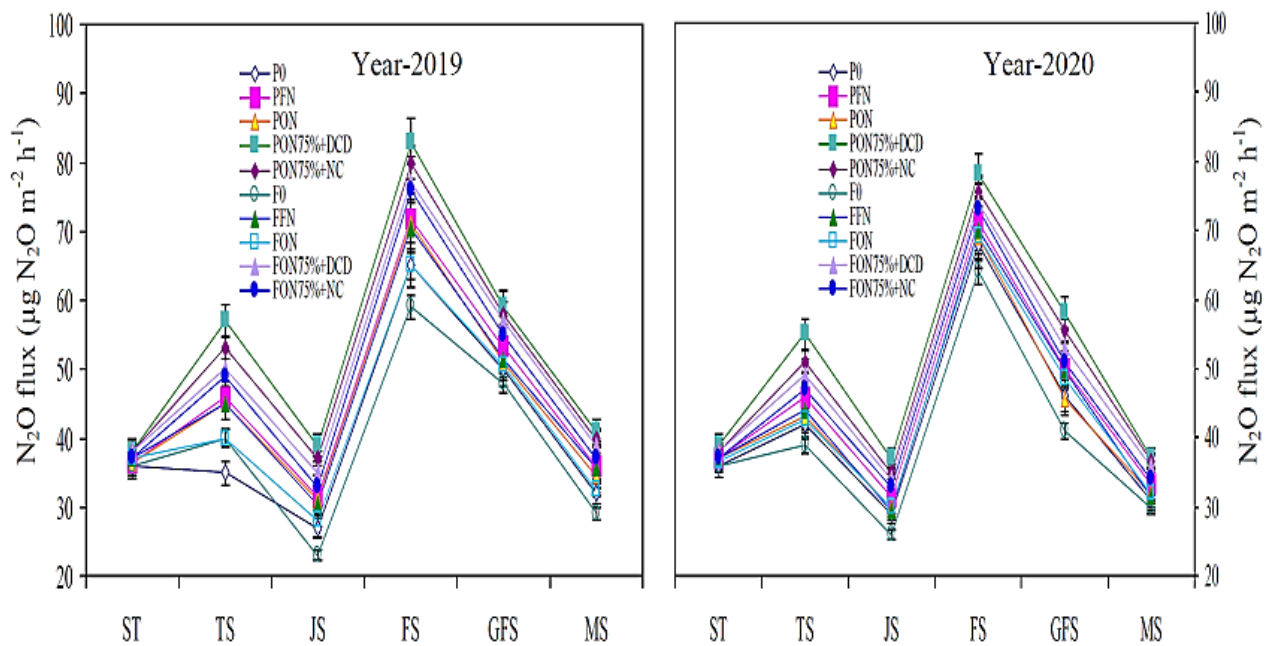 Year-2019
N₂O flux (µg N₂O m⁻² h⁻¹)
100
90
80
70
60
50
40
30
20
P0
PFN
PON
PON75%+DCD
PON75%+NC
F0
FFN
FON
FON75%+DCD
FON75%+NC
ST TS JS FS GFS MS
Year-2020
P0
PFN
PON
PON75%+DCD
PON75%+NC
F0
FFN
FON
FON75%+DCD
FON75%+NC
100
90
80
70
60
50
40
30
20
N₂O flux (µg N₂O m⁻² h⁻¹)
ST TS JS FS GFS MS